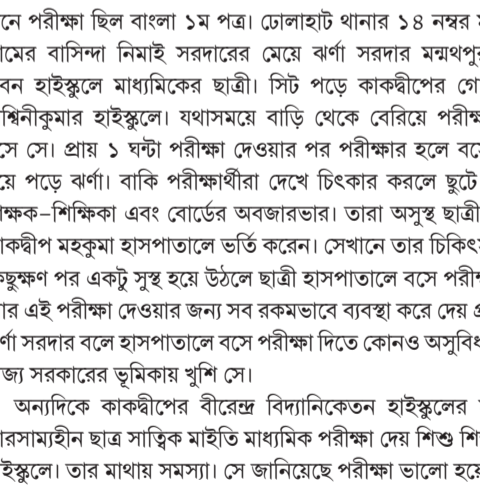 নে পরীক্ষা ছিল বাংলা ১ম পত্র। ঢোলাহাট থানার ১৪ নম্বর
মের বাসিন্দা নিমাই সরদারের মেয়ে ঝর্ণা সরদার মন্মথপু
বন হাইস্কুলে মাধ্যমিকের ছাত্রী। সিট পড়ে কাকদ্বীপের গো
শ্বিনীকুমার হাইস্কুলে। যথাসময়ে বাড়ি থেকে বেরিয়ে পরীক্ষ
সে সে। প্রায় ১ ঘন্টা পরীক্ষা দেওয়ার পর পরীক্ষার হলে বসে
য়ে পড়ে ঝর্ণা। বাকি পরীক্ষার্থীরা দেখে চিৎকার করলে ছুটে
ক্ষক–শিক্ষিকা এবং বোর্ডের অবজারভার। তারা অসুস্থ ছাত্রী
কাকদ্বীপ মহকুমা হাসপাতালে ভর্তি করেন। সেখানে তার চিকিৎ
কছুক্ষণ পর একটু সুস্থ হয়ে উঠলে ছাত্রী হাসপাতালে বসে পরী
ার এই পরীক্ষা দেওয়ার জন্য সব রকমভাবে ব্যবস্থা করে দেয় প্র
র্ণা সরদার বলে হাসপাতালে বসে পরীক্ষা দিতে কোনও অসুবিধ
জ্য সরকারের ভূমিকায় খুশি সে।
অন্যদিকে কাকদ্বীপের বীরেন্দ্র বিদ্যানিকেতন হাইস্কুলের
ারসাম্যহীন ছাত্র সাত্বিক মাইতি মাধ্যমিক পরীক্ষা দেয় শিশু শি
ইস্কুলে। তার মাথায় সমস্যা। সে জানিয়েছে পরীক্ষা ভালো হয়ে